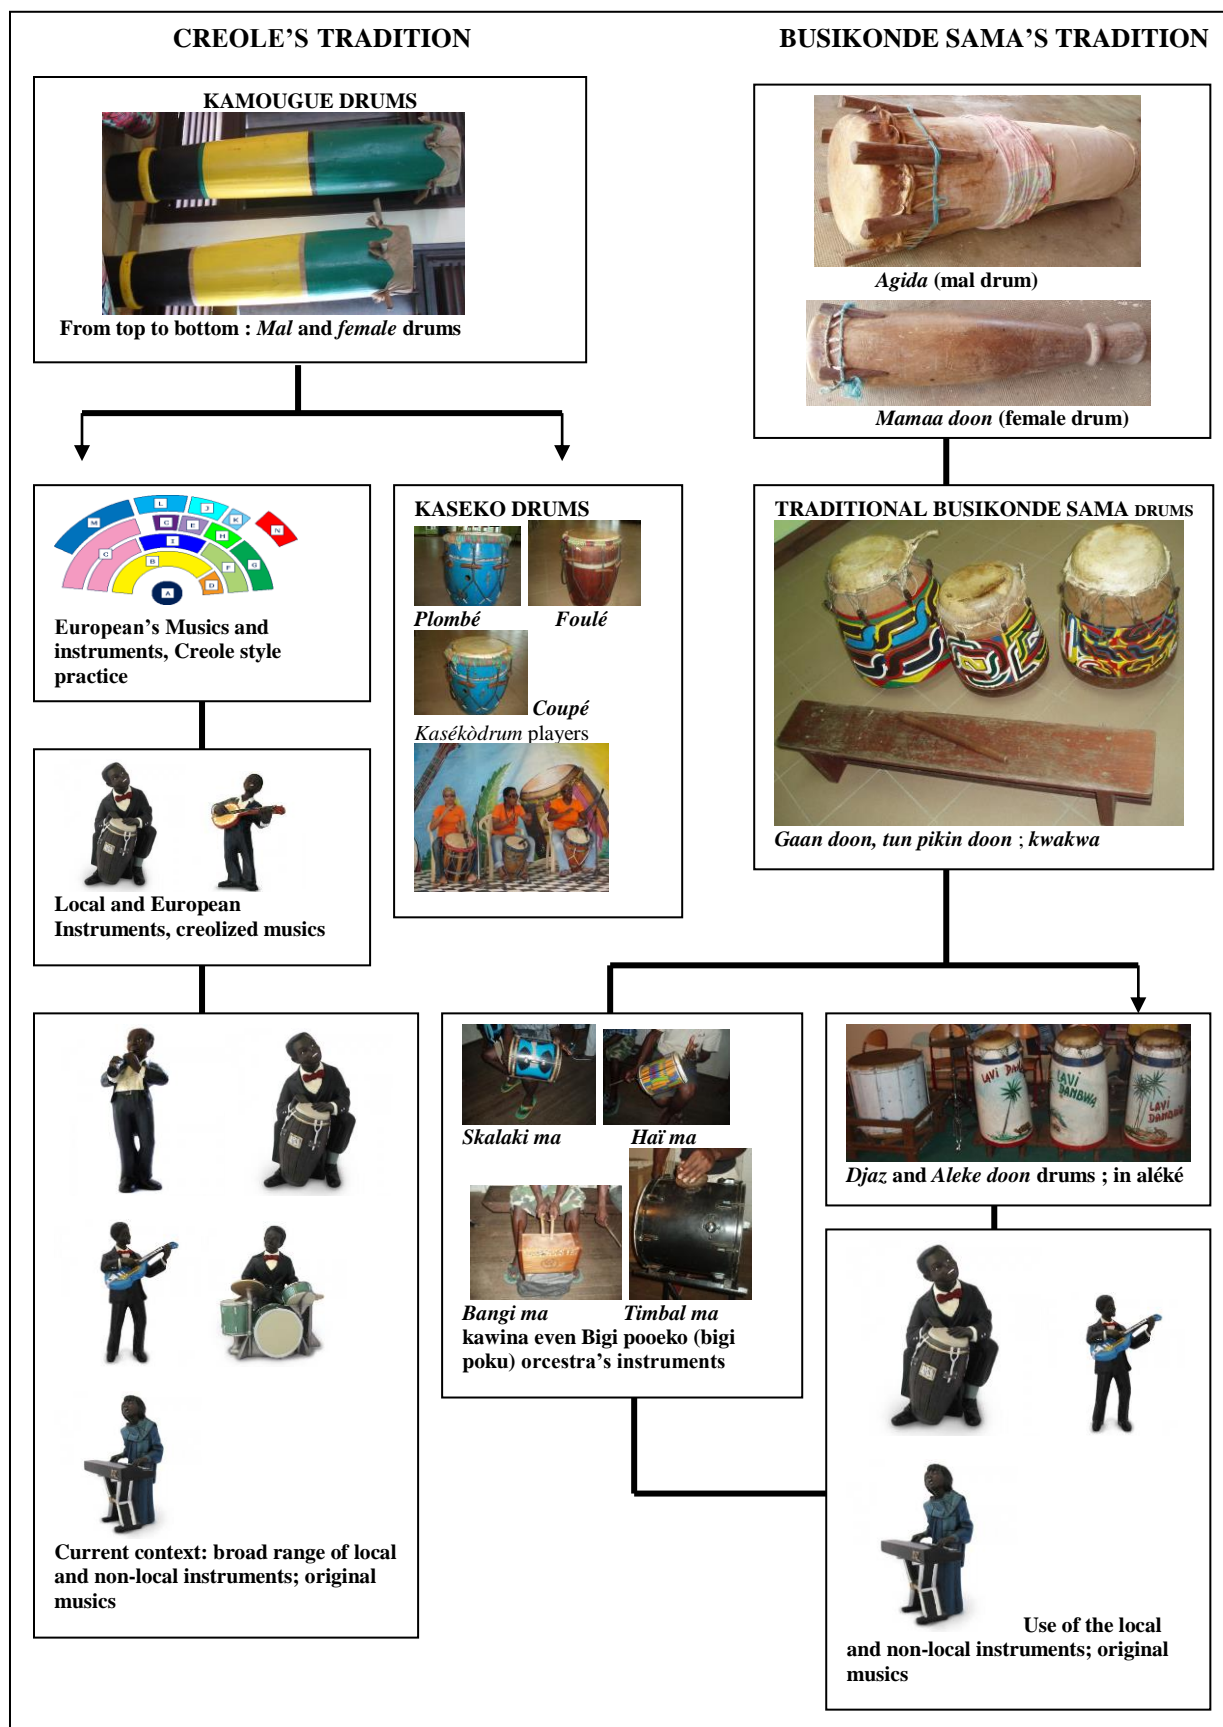 CREOLE'S TRADITION
BUSIKONDE SAMA'S TRADITION
KAMOUGUE DRUMS
From top to bottom : Mal and female drums
Agida (mal drum)
Mamaa doon (female drum)
L
J
K
N
M
G
E
H
C
I
B
F
G
D
A
European's Musics and
instruments, Creole style
practice
KASEKO DRUMS
Plombé
Foulé
Coupé
Kasékòdrum players
TRADITIONAL BUSIKONDE SAMA DRUMS
Gaan doon, tun pikin doon ; kwakwa
Local and European
Instruments, creolized musics
Skalaki ma
Haï ma
Bangi ma
Timbal ma
kawina even Bigi pooeko (bigi
poku) orcestra's instruments
LAVI
LAVI
DANBWA
LAVI
Djaz and Aleke doon drums ; in aléké
Current context: broad range of local
and non-local instruments; original
musics
Use of the local
and non-local instruments; original
musics